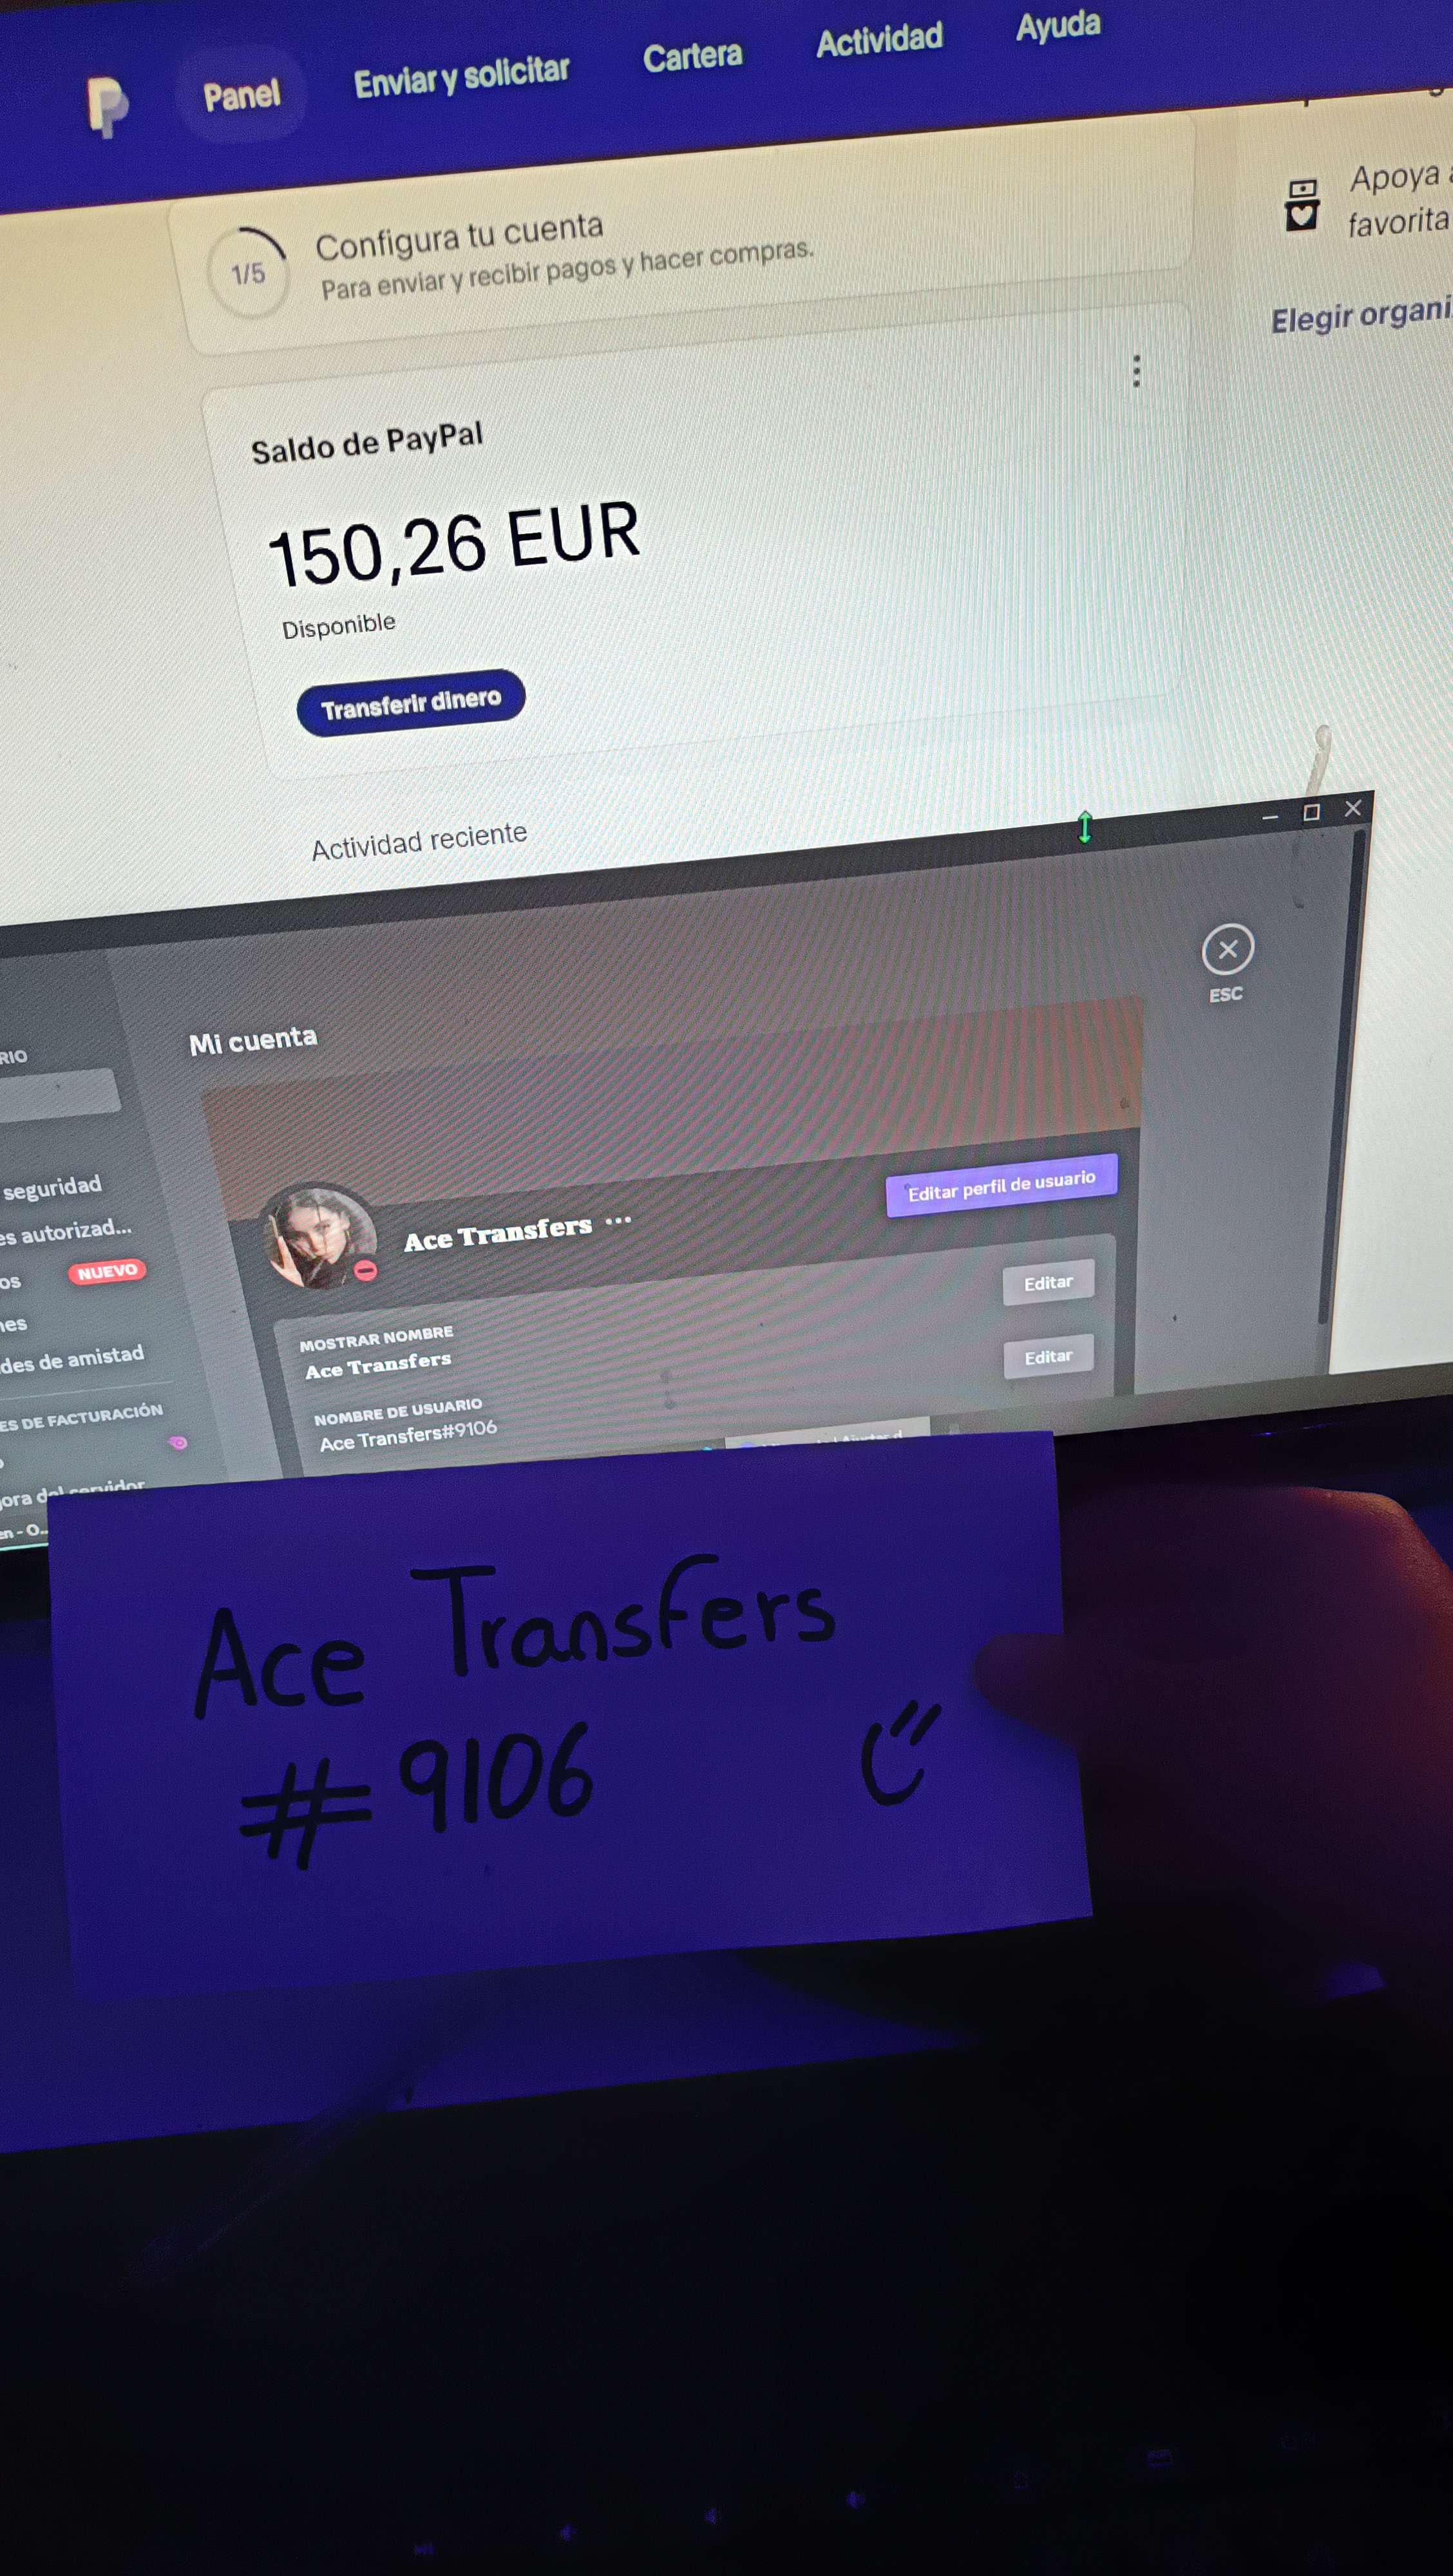 Panel
Enviar y solicitar
Cartera
Actividad
Ayuda
1/5
Configura tu cuenta
Para enviar y recibir pagos y hacer compras.
Apoya
favorita
Elegir organi
Saldo de PayPal
150,26 EUR
Disponible
Transferir dinero
Actividad reciente
ESC
Mi cuenta
RIO
seguridad
es autorizad...
os NUEVO
nes
des de amistad
ES DE FACTURACIÓN
ora del servidor
en - O...
Ace Transfers ...
Editar perfil de usuario
MOSTRAR NOMBRE
Ace Transfers
Editar
NOMBRE DE USUARIO
Ace Transfers#9106
Editar
Ace Transfers
#9106